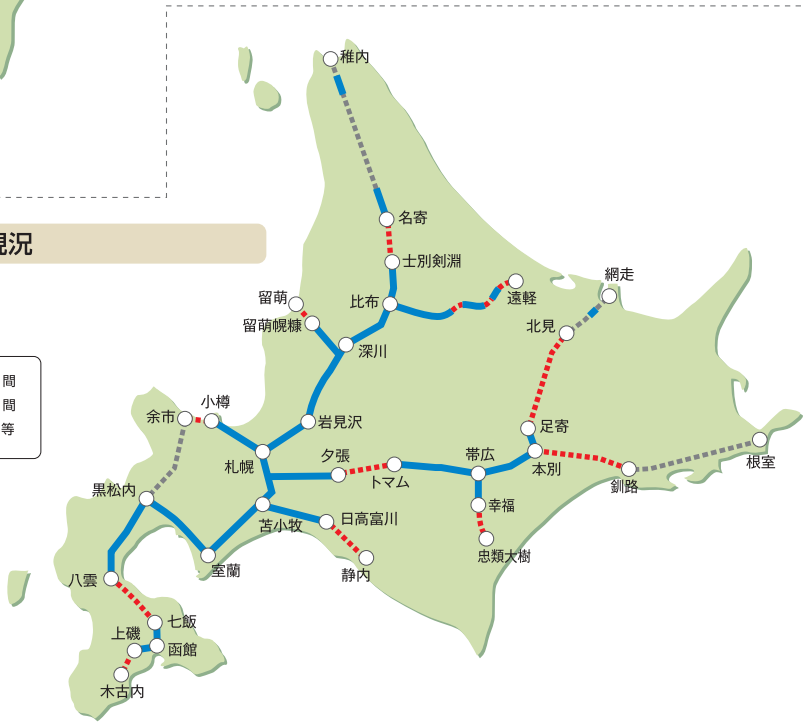 稚内
名寄
士別剣淵
比布
遠軽
網走
北見
留萌
留萌幌糠
深川
況
間
間
等
余市
小樽
岩見沢
札幌
夕張
トマム
帯広
足寄
本別
釧路
根室
黒松内
苫小牧
日高富川
幸福
忠類大樹
静内
室蘭
八雲
七飯
上磯
函館
木古内